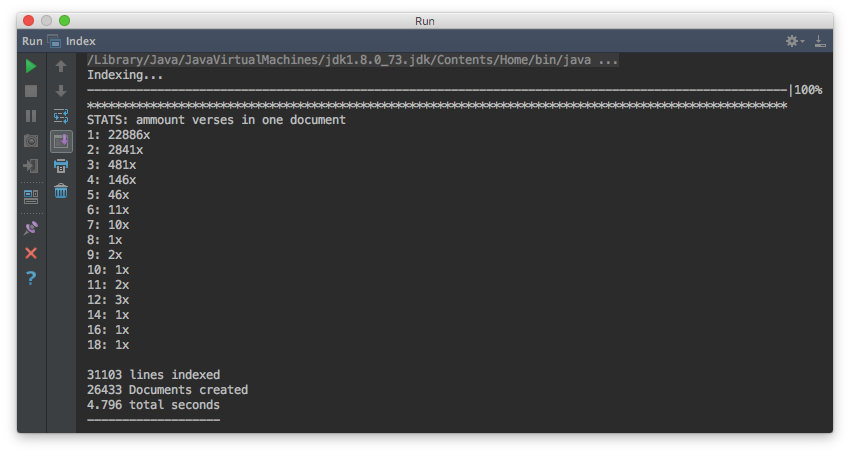 Run
Run Index
/Library/Java/JavaVirtualMachines/jdk1.8.0_73.jdk/Contents/Home/bin/java ...
Indexing...
----------------------------------------------------------------------------------------------------|100%
****************************************************************************************************
STATS: ammount verses in one document
1: 22886x
2: 2841x
3: 481x
4: 146x
5: 46x
6: 11x
7: 10x
8: 1x
9: 2x
10: 1x
11: 2x
12: 3x
14: 1x
16: 1x
18: 1x
31103 lines indexed
26433 Documents created
4.796 total seconds
-------------------